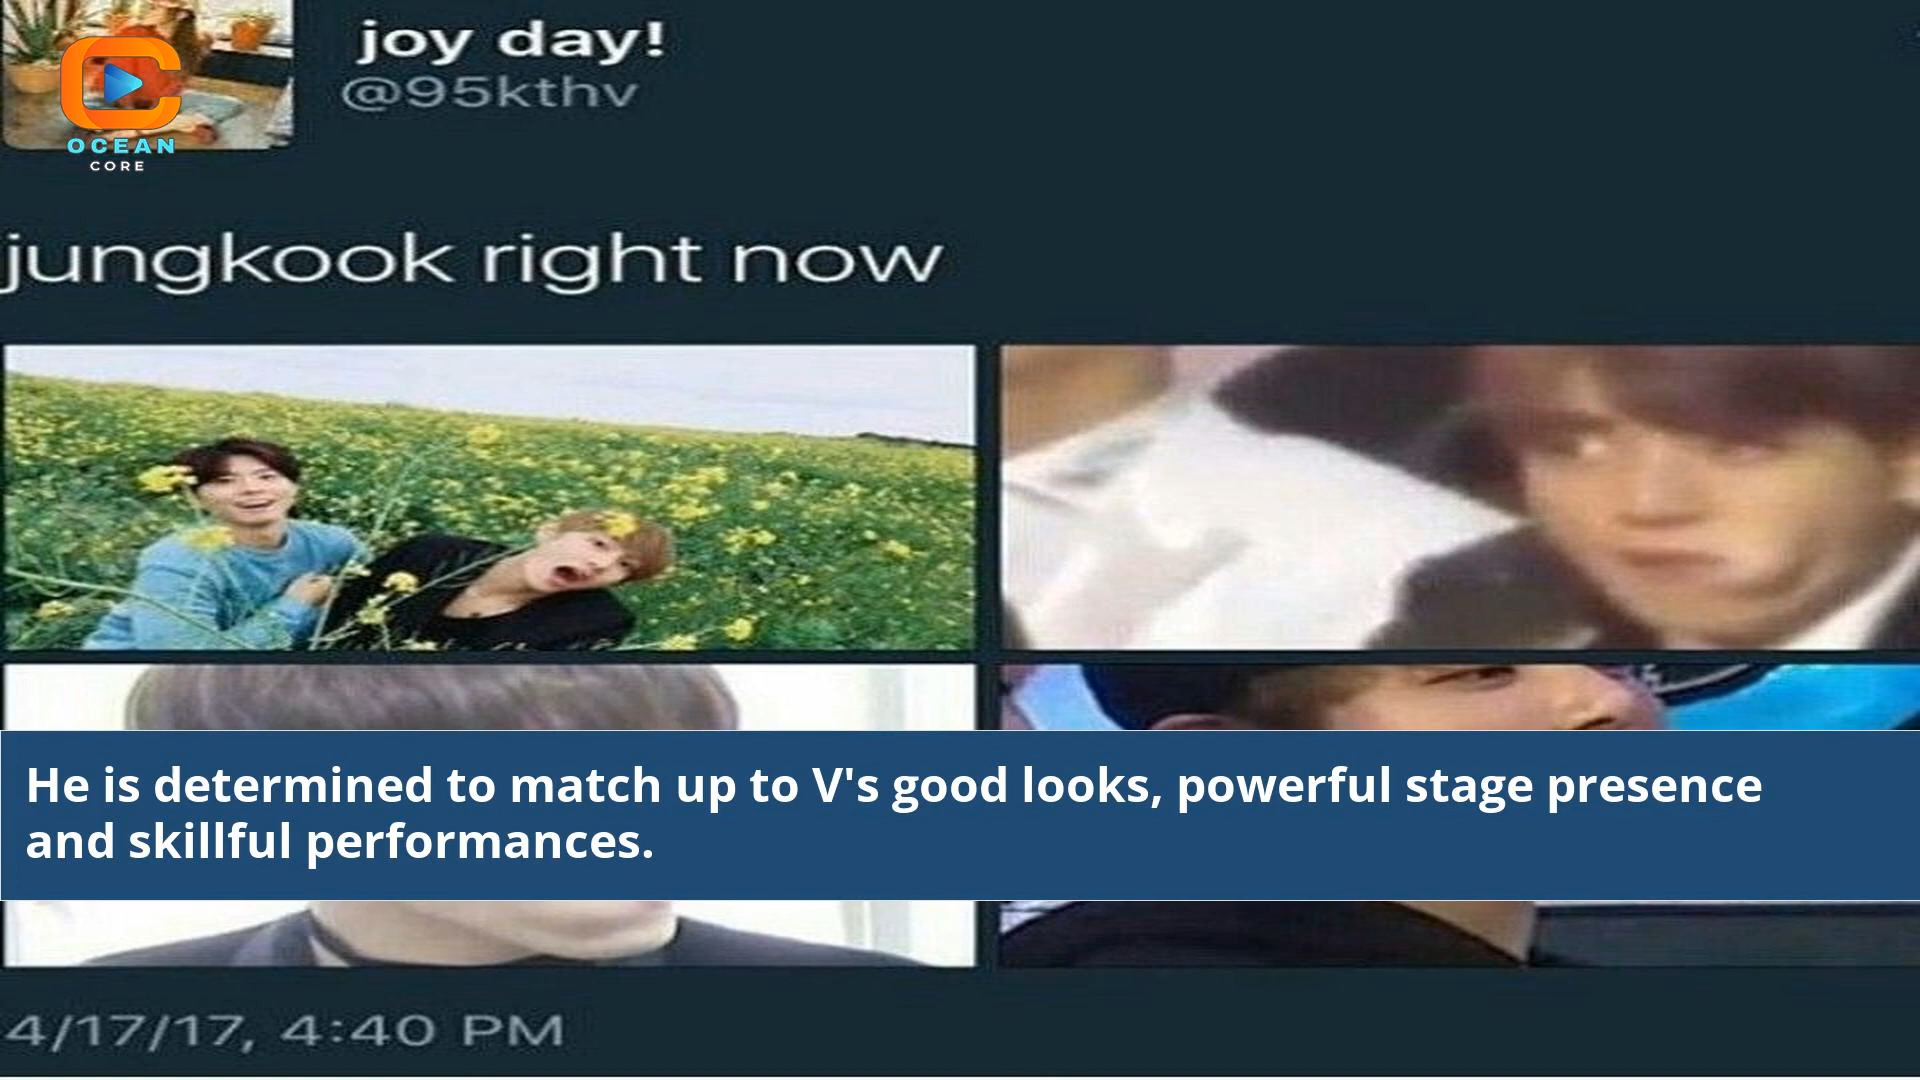 joy day!
@95kthv
OCEAN
CORE
jungkook right now
He is determined to match up to V's good looks, powerful stage presence
and skillful performances.
4/17/17, 4:40 PM